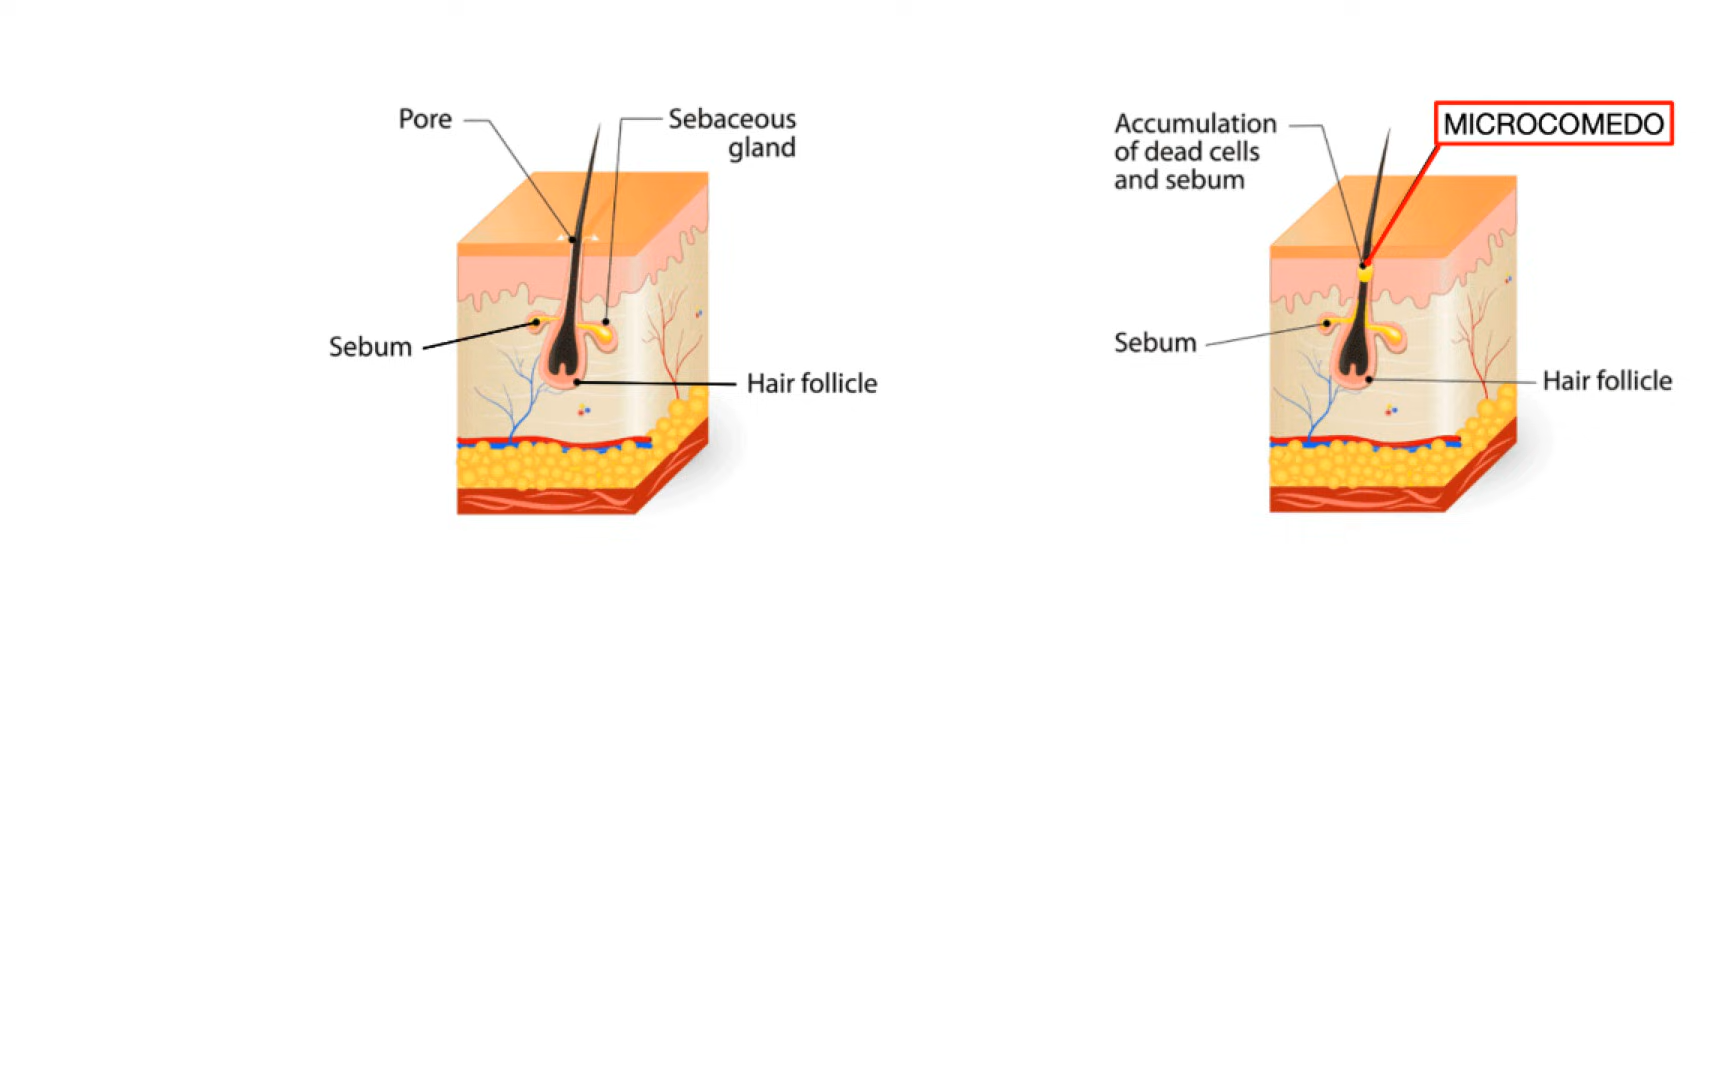 Pore
Sebaceous
gland
Sebum
Hair follicle
Accumulation
of dead cells
and sebum
MICROCOMEDO
Sebum
Hair follicle